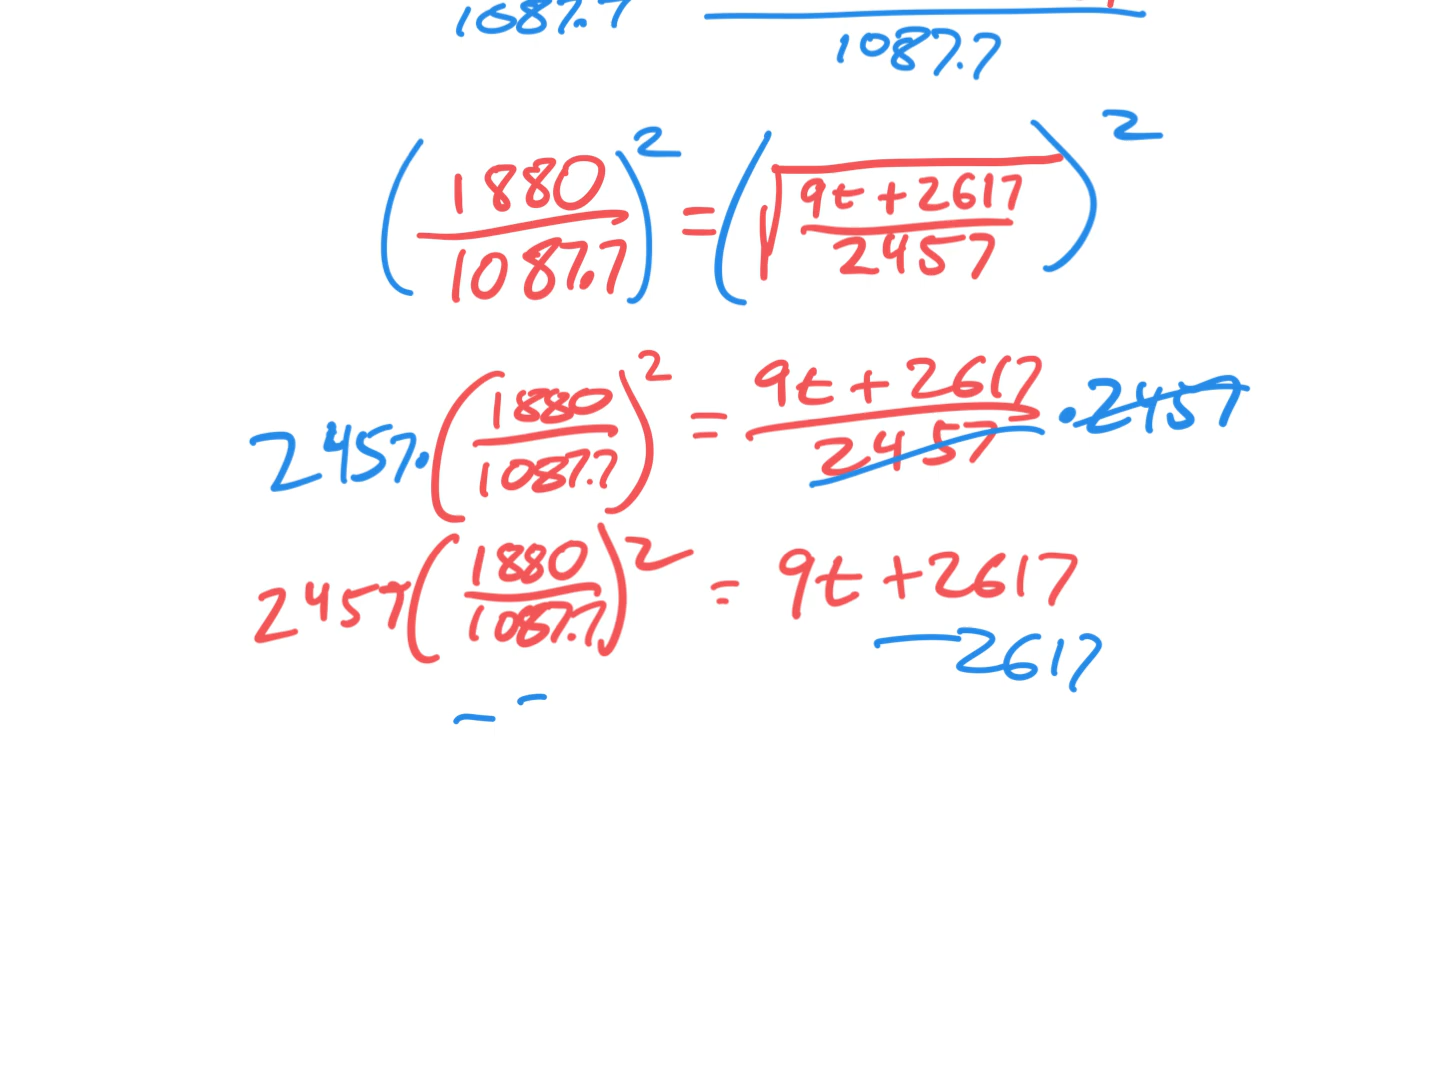 1087.7 1087.7
(1880/1087.7)² = (√((9t + 2617)/2457))²
2457 · (1880/1087.7)² = (9t + 2617)/2457 · 2457
2457 (1880/1087.7)² = 9t + 2617
−2617
− −